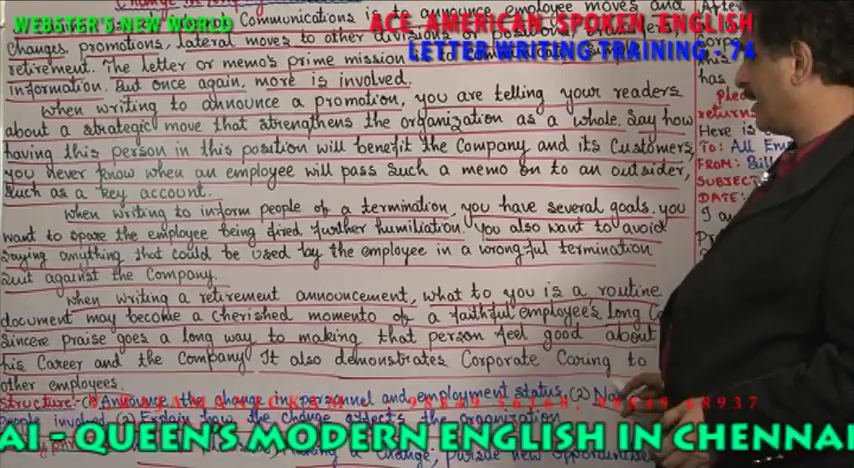 Change in
WEBSTER'S NEW WORLD
ACE AMERICAN SPOKEN ENGLISH
LETTER WRITING TRAINING - 74
Communications is to announce employee moves and
changes, promotions, lateral moves to other divisions or positions,
retirement. The letter or memo's prime mission
information. But once again, more is involved.
When writing to announce a promotion, you are telling your readers
about a strategic move that strengthens the organization as a whole. Say how
having this person in this position will benefit the Company and its Customers,
you never know when an employee will pass such a memo on to an outsider,
such as a key account.
When writing to inform people of a termination, you have several goals. you
want to spare the employee being fired further humiliation. You also want to avoid
saying anything that could be used by the employee in a wrongful termination
suit against the Company.
When writing a retirement announcement, what to you is a routine
document may become a cherished momento of a faithful employee's long
Sincere praise goes a long way to making that person feel good about
his Career and the Company. It also demonstrates Corporate Caring to
other employees.
Structure: (1) Announce the change in personnel and employment status. (2)
people involved (2) Explain how the change affects the organization
a change, pursue new opportunities
After
this
has
returns
Here is
To: All
FROM: Bill
SUBJECT
DATE:
I
AI - QUEEN'S MODERN ENGLISH IN CHENNAI